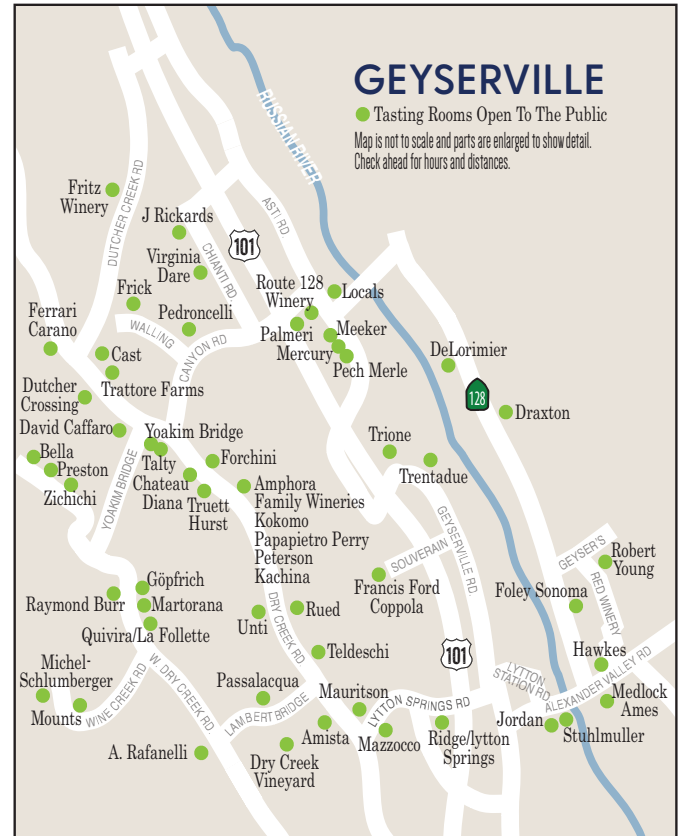 GEYSERVILLE
Tasting Rooms Open To The Public
Map is not to scale and parts are enlarged to show detail.
Check ahead for hours and distances.
RUSSIAN RIVER
Fritz
Winery
DUTCHER CREEK RD
J Rickards
ASTI RD
101
CHIANTI RD.
Virginia
Dare
Frick
Route 128
Winery
Locals
Ferrari
Carano
WALLING
Pedroncelli
CANYON RD
Palmeri
Meeker
Mercury
Pech Merle
DeLorimier
Cast
Trattore Farms
128
Dutcher
Crossing
Draxton
David Caffaro
Yoakim Bridge
Talty
Trione
Bella
Preston
Zichichi
YOAKIM BRIDGE
Chateau
Diana
Forchini
Truett
Hurst
Trentadue
Amphora
Family Wineries
Kokomo
Papapietro Perry
Peterson
Kachina
GEYSERVILLE RD.
SOUVERAIN
GEYSER'S
RED WINERY
Robert
Young
Göpfrich
Raymond Burr
Martorana
Quivira/La Follette
DRY CREEK RD
Unti
Rued
Francis Ford
Coppola
Foley Sonoma
Teldeschi
101
Hawkes
Michel-
Schlumberger
Mounts
WINE CREEK RD
W. DRY CREEK RD
Passalacqua
LAMBERT BRIDGE
Mauritson
LYTTON SPRINGS RD
LYTTON
STATION RD
ALEXANDER VALLEY RD
Medlock
Ames
A. Rafanelli
Dry Creek
Vineyard
Amista
Mazzocco
Ridge/lytton
Springs
Jordan
Stuhlmuller